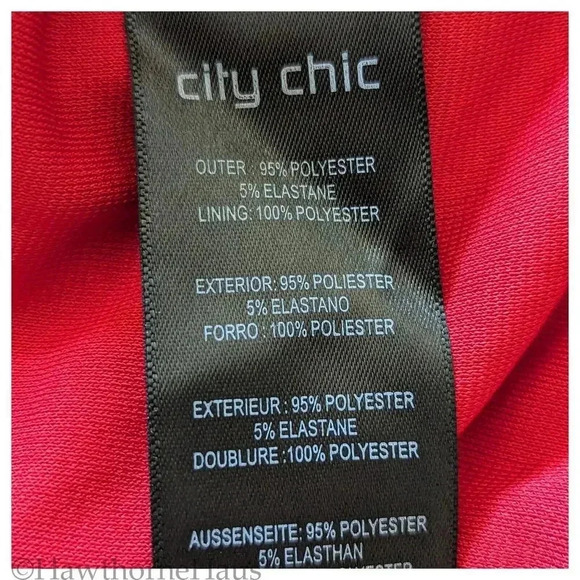 city chic
OUTER : 95% POLYESTER
5% ELASTANE
LINING: 100% POLYESTER
EXTERIOR: 95% POLIESTER
5% ELASTANO
FORRO : 100% POLIESTER
EXTERIEUR : 95% POLYESTER
5% ELASTANE
DOUBLURE :100% POLYESTER
AUSSENSEITE: 95% POLYESTER
5% ELASTHAN
©HawthorneHaus